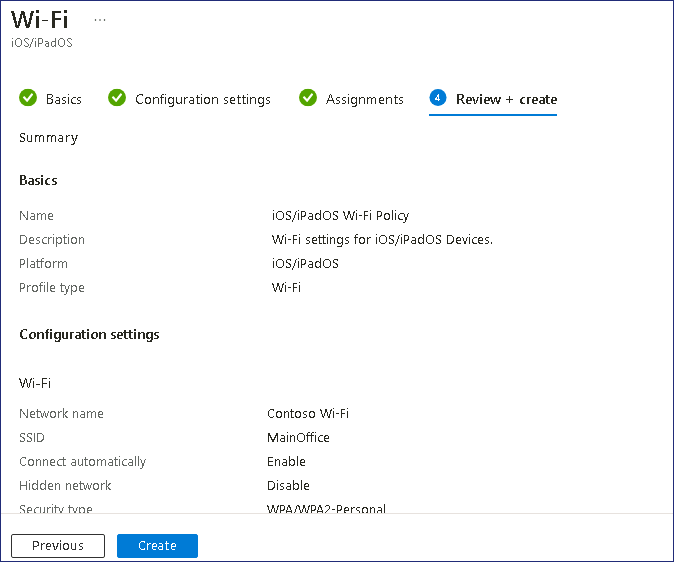 Wi-Fi ...
iOS/iPadOS
Basics Configuration settings Assignments 4 Review + create
Summary
Basics
Name iOS/iPadOS Wi-Fi Policy
Description Wi-Fi settings for iOS/iPadOS Devices.
Platform iOS/iPadOS
Profile type Wi-Fi
Configuration settings
Wi-Fi
Network name Contoso Wi-Fi
SSID MainOffice
Connect automatically Enable
Hidden network Disable
Security type WPA/WPA2-Personal
Previous Create